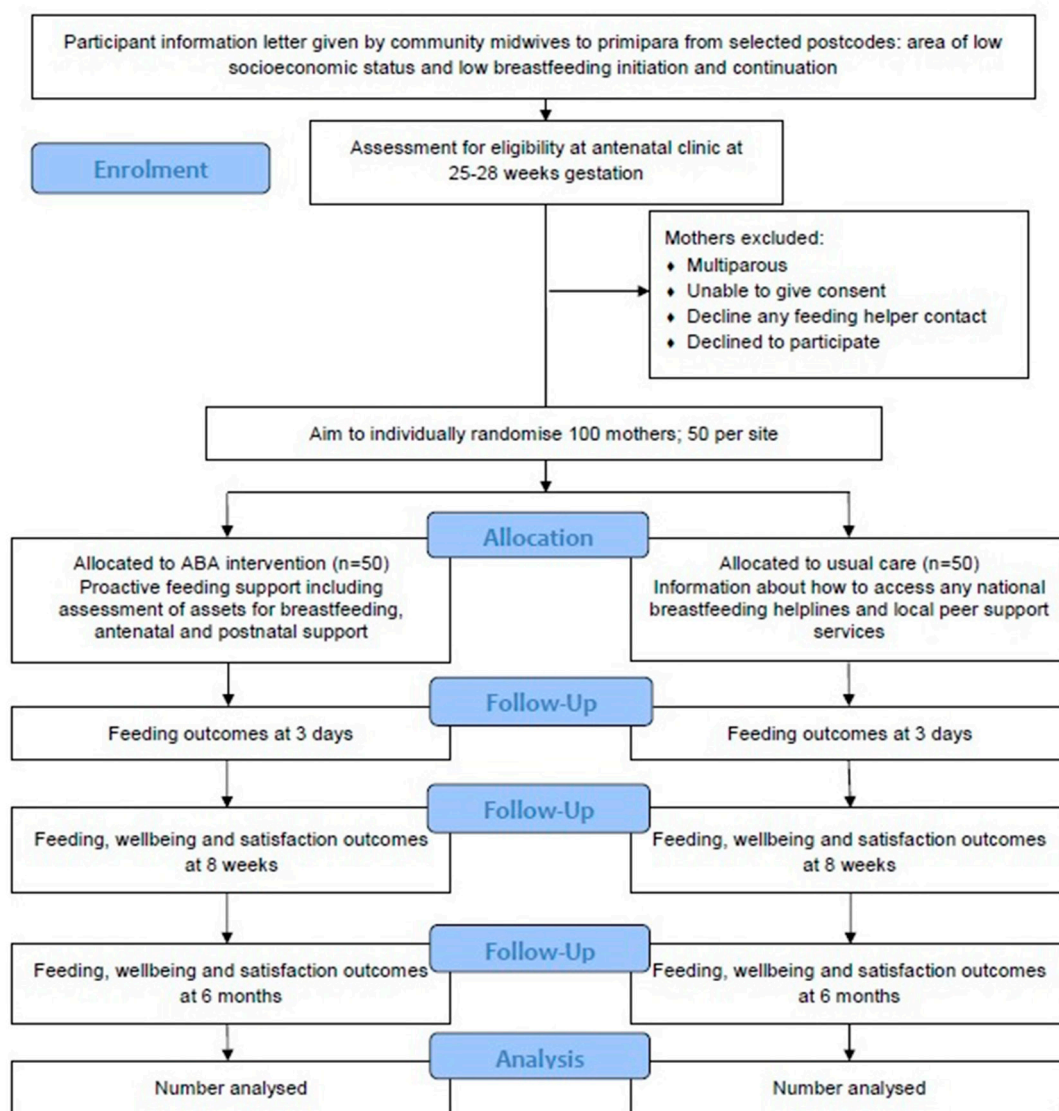 Participant information letter given by community midwives to primipara from selected postcodes: area of low
socioeconomic status and low breastfeeding initiation and continuation
Enrolment
Assessment for eligibility at antenatal clinic at
25-28 weeks gestation
Mothers excluded:
♦ Multiparous
♦ Unable to give consent
♦ Decline any feeding helper contact
♦ Declined to participate
Aim to individually randomise 100 mothers; 50 per site
Allocation
Allocated to ABA intervention (n=50)
Proactive feeding support including
assessment of assets for breastfeeding,
antenatal and postnatal support
Allocated to usual care (n=50)
Information about how to access any national
breastfeeding helplines and local peer support
services
Follow-Up
Feeding outcomes at 3 days
Feeding outcomes at 3 days
Follow-Up
Feeding, wellbeing and satisfaction outcomes
at 8 weeks
Feeding, wellbeing and satisfaction outcomes
at 8 weeks
Follow-Up
Feeding, wellbeing and satisfaction outcomes
at 6 months
Feeding, wellbeing and satisfaction outcomes
at 6 months
Analysis
Number analysed
Number analysed